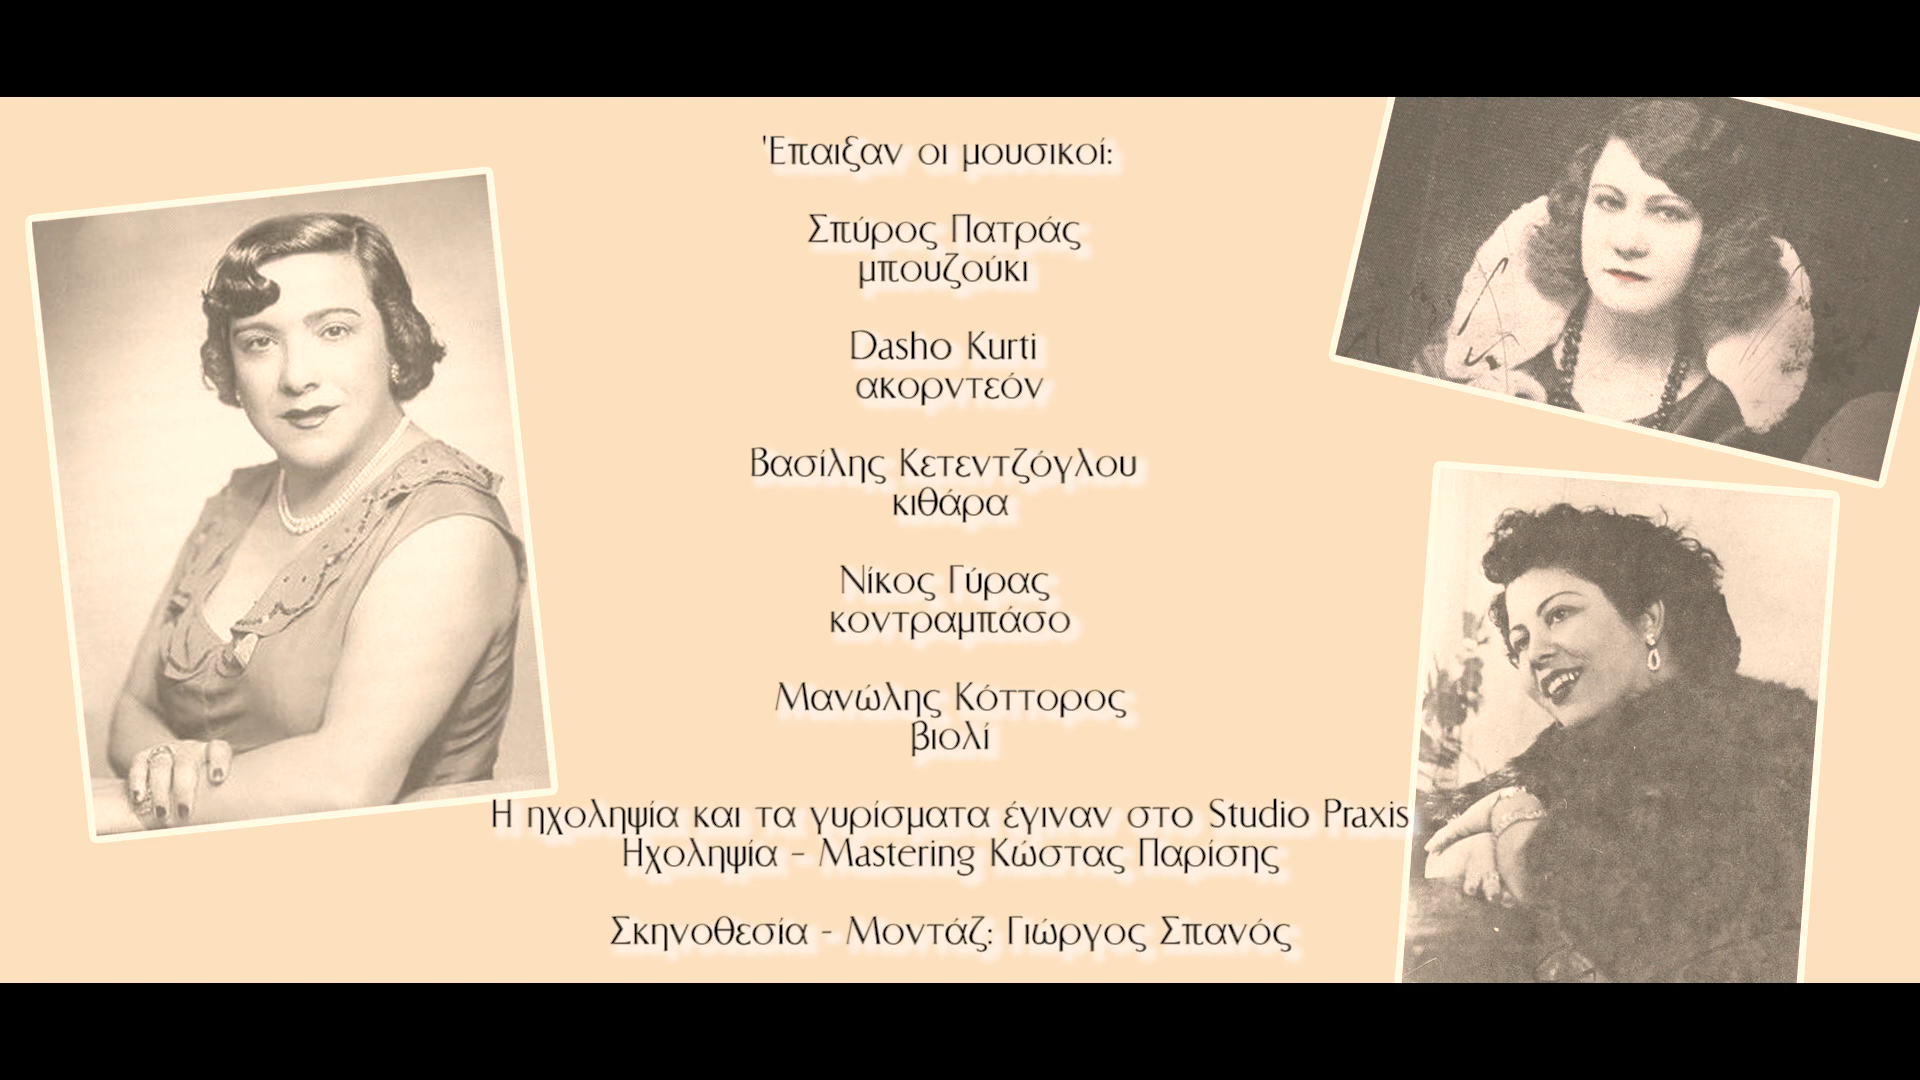 'Επαιξαν οι μουσικοί:
Σπύρος Πατράς
μπουζούκι
Dasho Kurti
ακορντεόν
Βασίλης Κετεντζόγλου
κιθάρα
Νίκος Γύρας
κοντραμπάσο
Μανώλης Κόττορος
βιολί
Η ηχοληψία και τα γυρίσματα έγιναν στο Studio Praxis
Ηχοληψία – Mastering Κώστας Παρίσης
Σκηνοθεσία - Μοντάζ: Γιώργος Σπανός